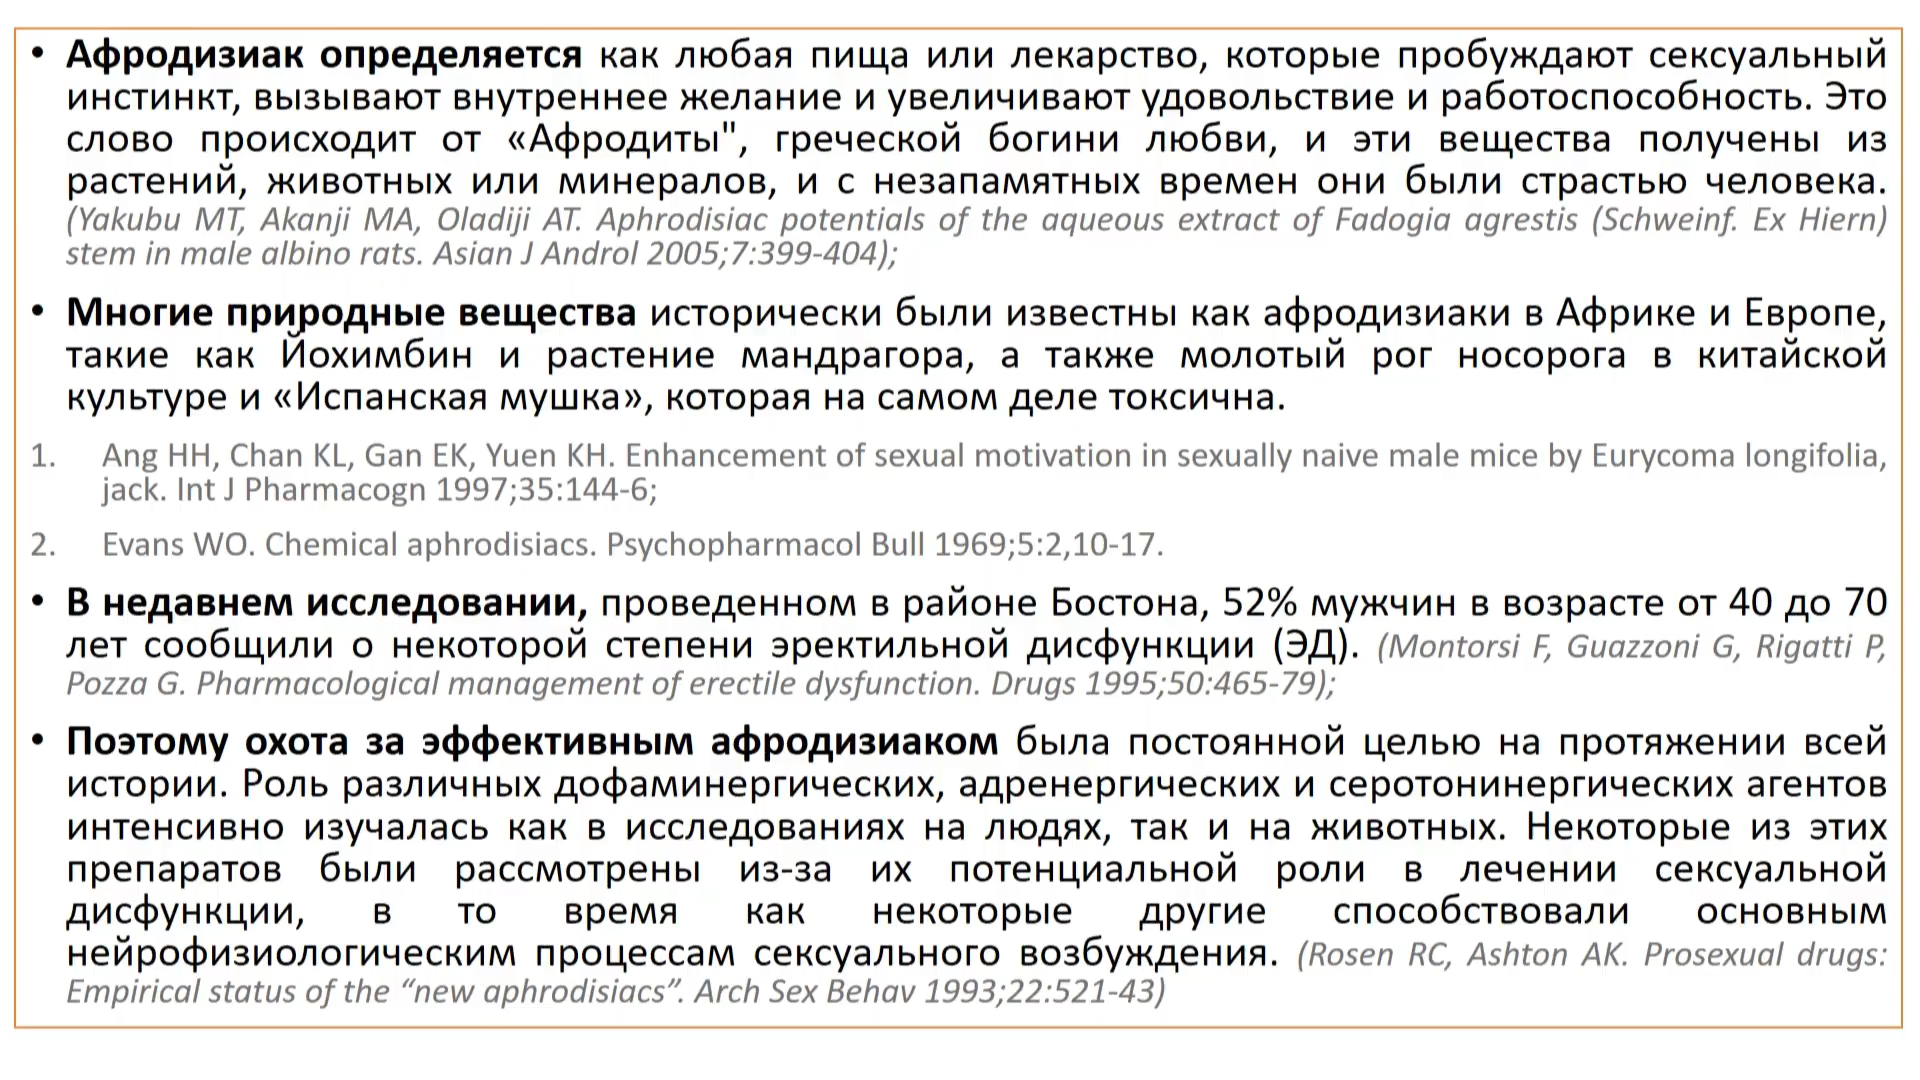 • Афродизиак определяется как любая пища или лекарство, которые пробуждают сексуальный
инстинкт, вызывают внутреннее желание и увеличивают удовольствие и работоспособность. Это
слово происходит от «Афродиты", греческой богини любви, и эти вещества получены из
растений, животных или минералов, и с незапамятных времен они были страстью человека.
(Yakubu MT, Akanji MA, Oladiji AT. Aphrodisiac potentials of the aqueous extract of Fadogia agrestis (Schweinf. Ex Hiern)
stem in male albino rats. Asian J Androl 2005;7:399-404);
• Многие природные вещества исторически были известны как афродизиаки в Африке и Европе,
такие как Йохимбин и растение мандрагора, а также молотый рог носорога в китайской
культуре и «Испанская мушка», которая на самом деле токсична.
1. Ang HH, Chan KL, Gan EK, Yuen KH. Enhancement of sexual motivation in sexually naive male mice by Eurycoma longifolia,
jack. Int J Pharmacogn 1997;35:144-6;
2. Evans WO. Chemical aphrodisiacs. Psychopharmacol Bull 1969;5:2,10-17.
• В недавнем исследовании, проведенном в районе Бостона, 52% мужчин в возрасте от 40 до 70
лет сообщили о некоторой степени эректильной дисфункции (ЭД). (Montorsi F, Guazzoni G, Rigatti P,
Pozza G. Pharmacological management of erectile dysfunction. Drugs 1995;50:465-79);
• Поэтому охота за эффективным афродизиаком была постоянной целью на протяжении всей
истории. Роль различных дофаминергических, адренергических и серотонинергических агентов
интенсивно изучалась как в исследованиях на людях, так и на животных. Некоторые из этих
препаратов были рассмотрены из-за их потенциальной роли в лечении сексуальной
дисфункции, в то время как некоторые другие способствовали основным
нейрофизиологическим процессам сексуального возбуждения. (Rosen RC, Ashton AK. Prosexual drugs:
Empirical status of the “new aphrodisiacs”. Arch Sex Behav 1993;22:521-43)